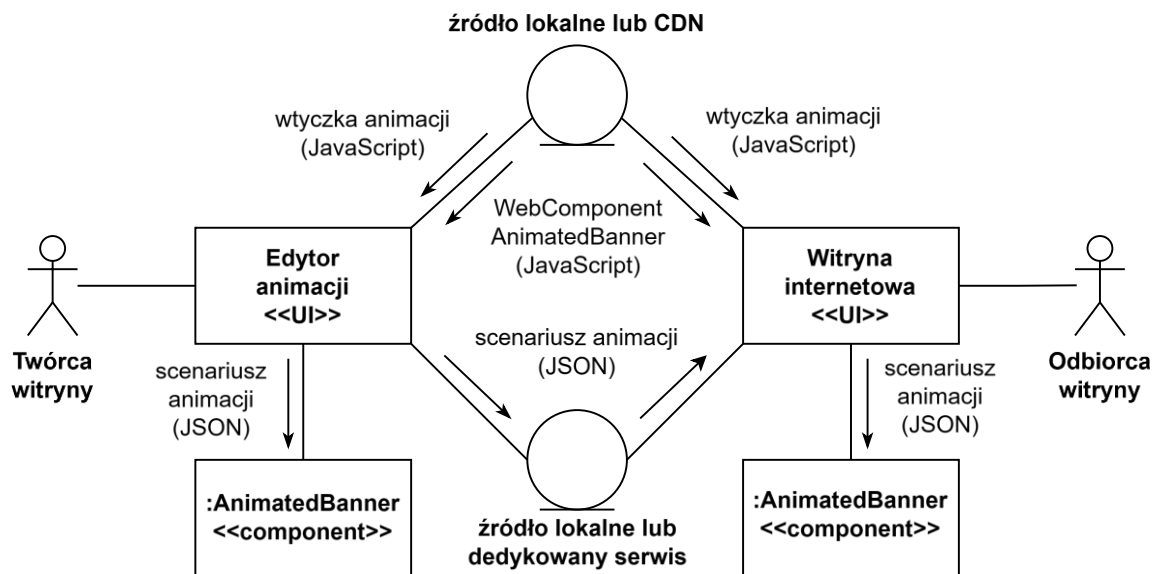 źródło lokalne lub CDN
wtyczka animacji
(JavaScript)
wtyczka animacji
(JavaScript)
WebComponent
AnimatedBanner
(JavaScript)
Edytor
animacji
<<UI>>
Witryna
internetowa
<<UI>>
Twórca
witryny
scenariusz animacji
(JSON)
Odbiorca
witryny
scenariusz
animacji
(JSON)
scenariusz
animacji
(JSON)
:AnimatedBanner
<<component>>
źródło lokalne lub
dedykowany serwis
:AnimatedBanner
<<component>>